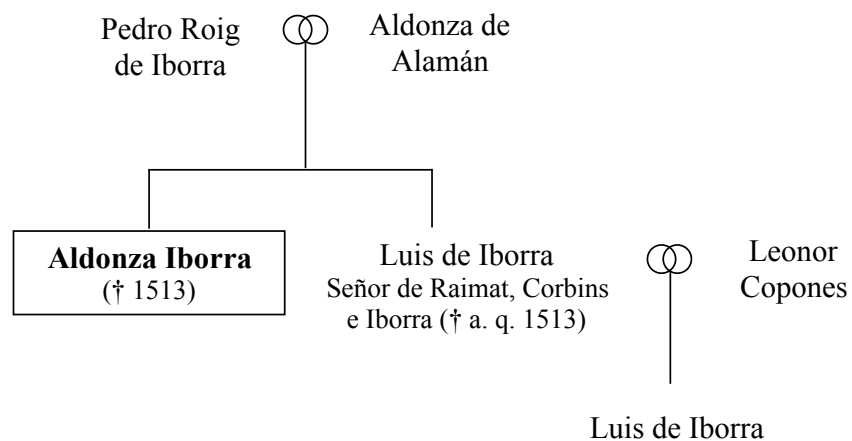 Pedro Roig
de Iborra
Aldonza de
Alamán
Aldonza Iborra
(† 1513)
Luis de Iborra
Señor de Raimat, Corbins
e Iborra († a. q. 1513)
Leonor
Copones
Luis de Iborra